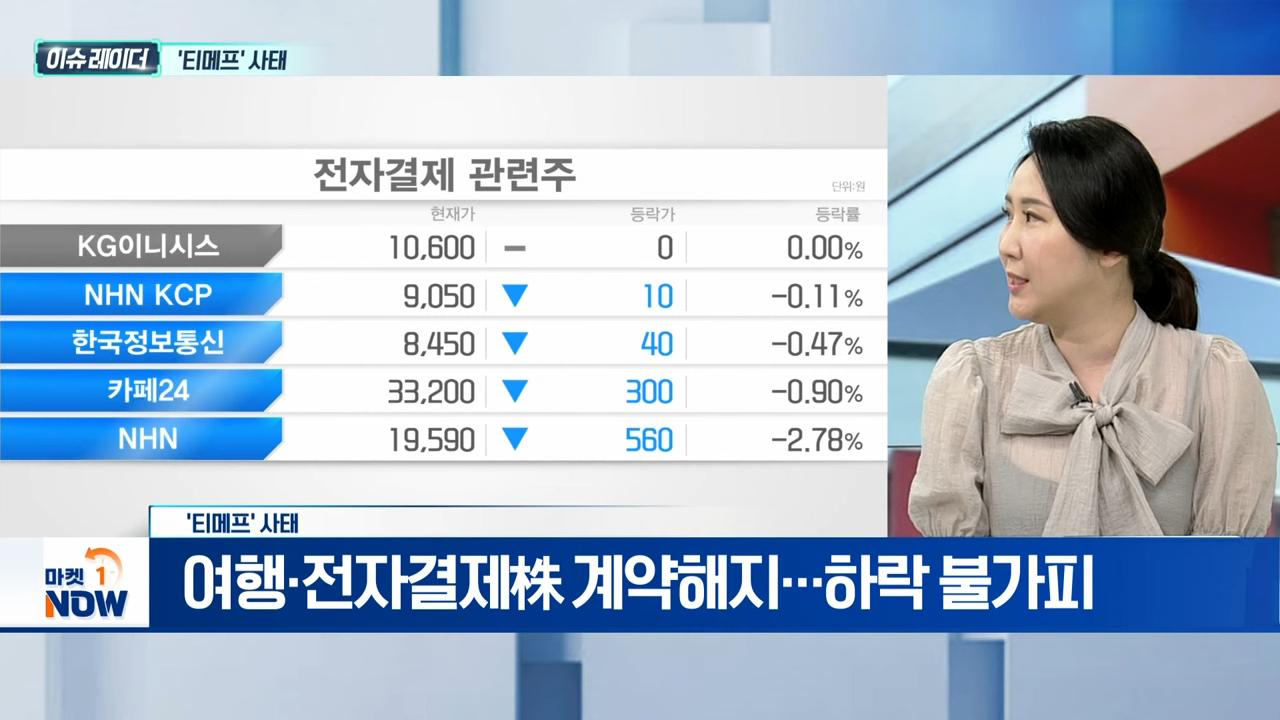 이슈 레이더 '티메프' 사태
전자결제 관련주
단위:원
현재가 등락가 등락률
KG이니시스 10,600 ー 0 0.00%
NHN KCP 9,050 ▼ 10 -0.11%
한국정보통신 8,450 ▼ 40 -0.47%
카페24 33,200 ▼ 300 -0.90%
NHN 19,590 ▼ 560 -2.78%
'티메프' 사태
마켓 1
NOW
여행·전자결제株 계약해지…하락 불가피